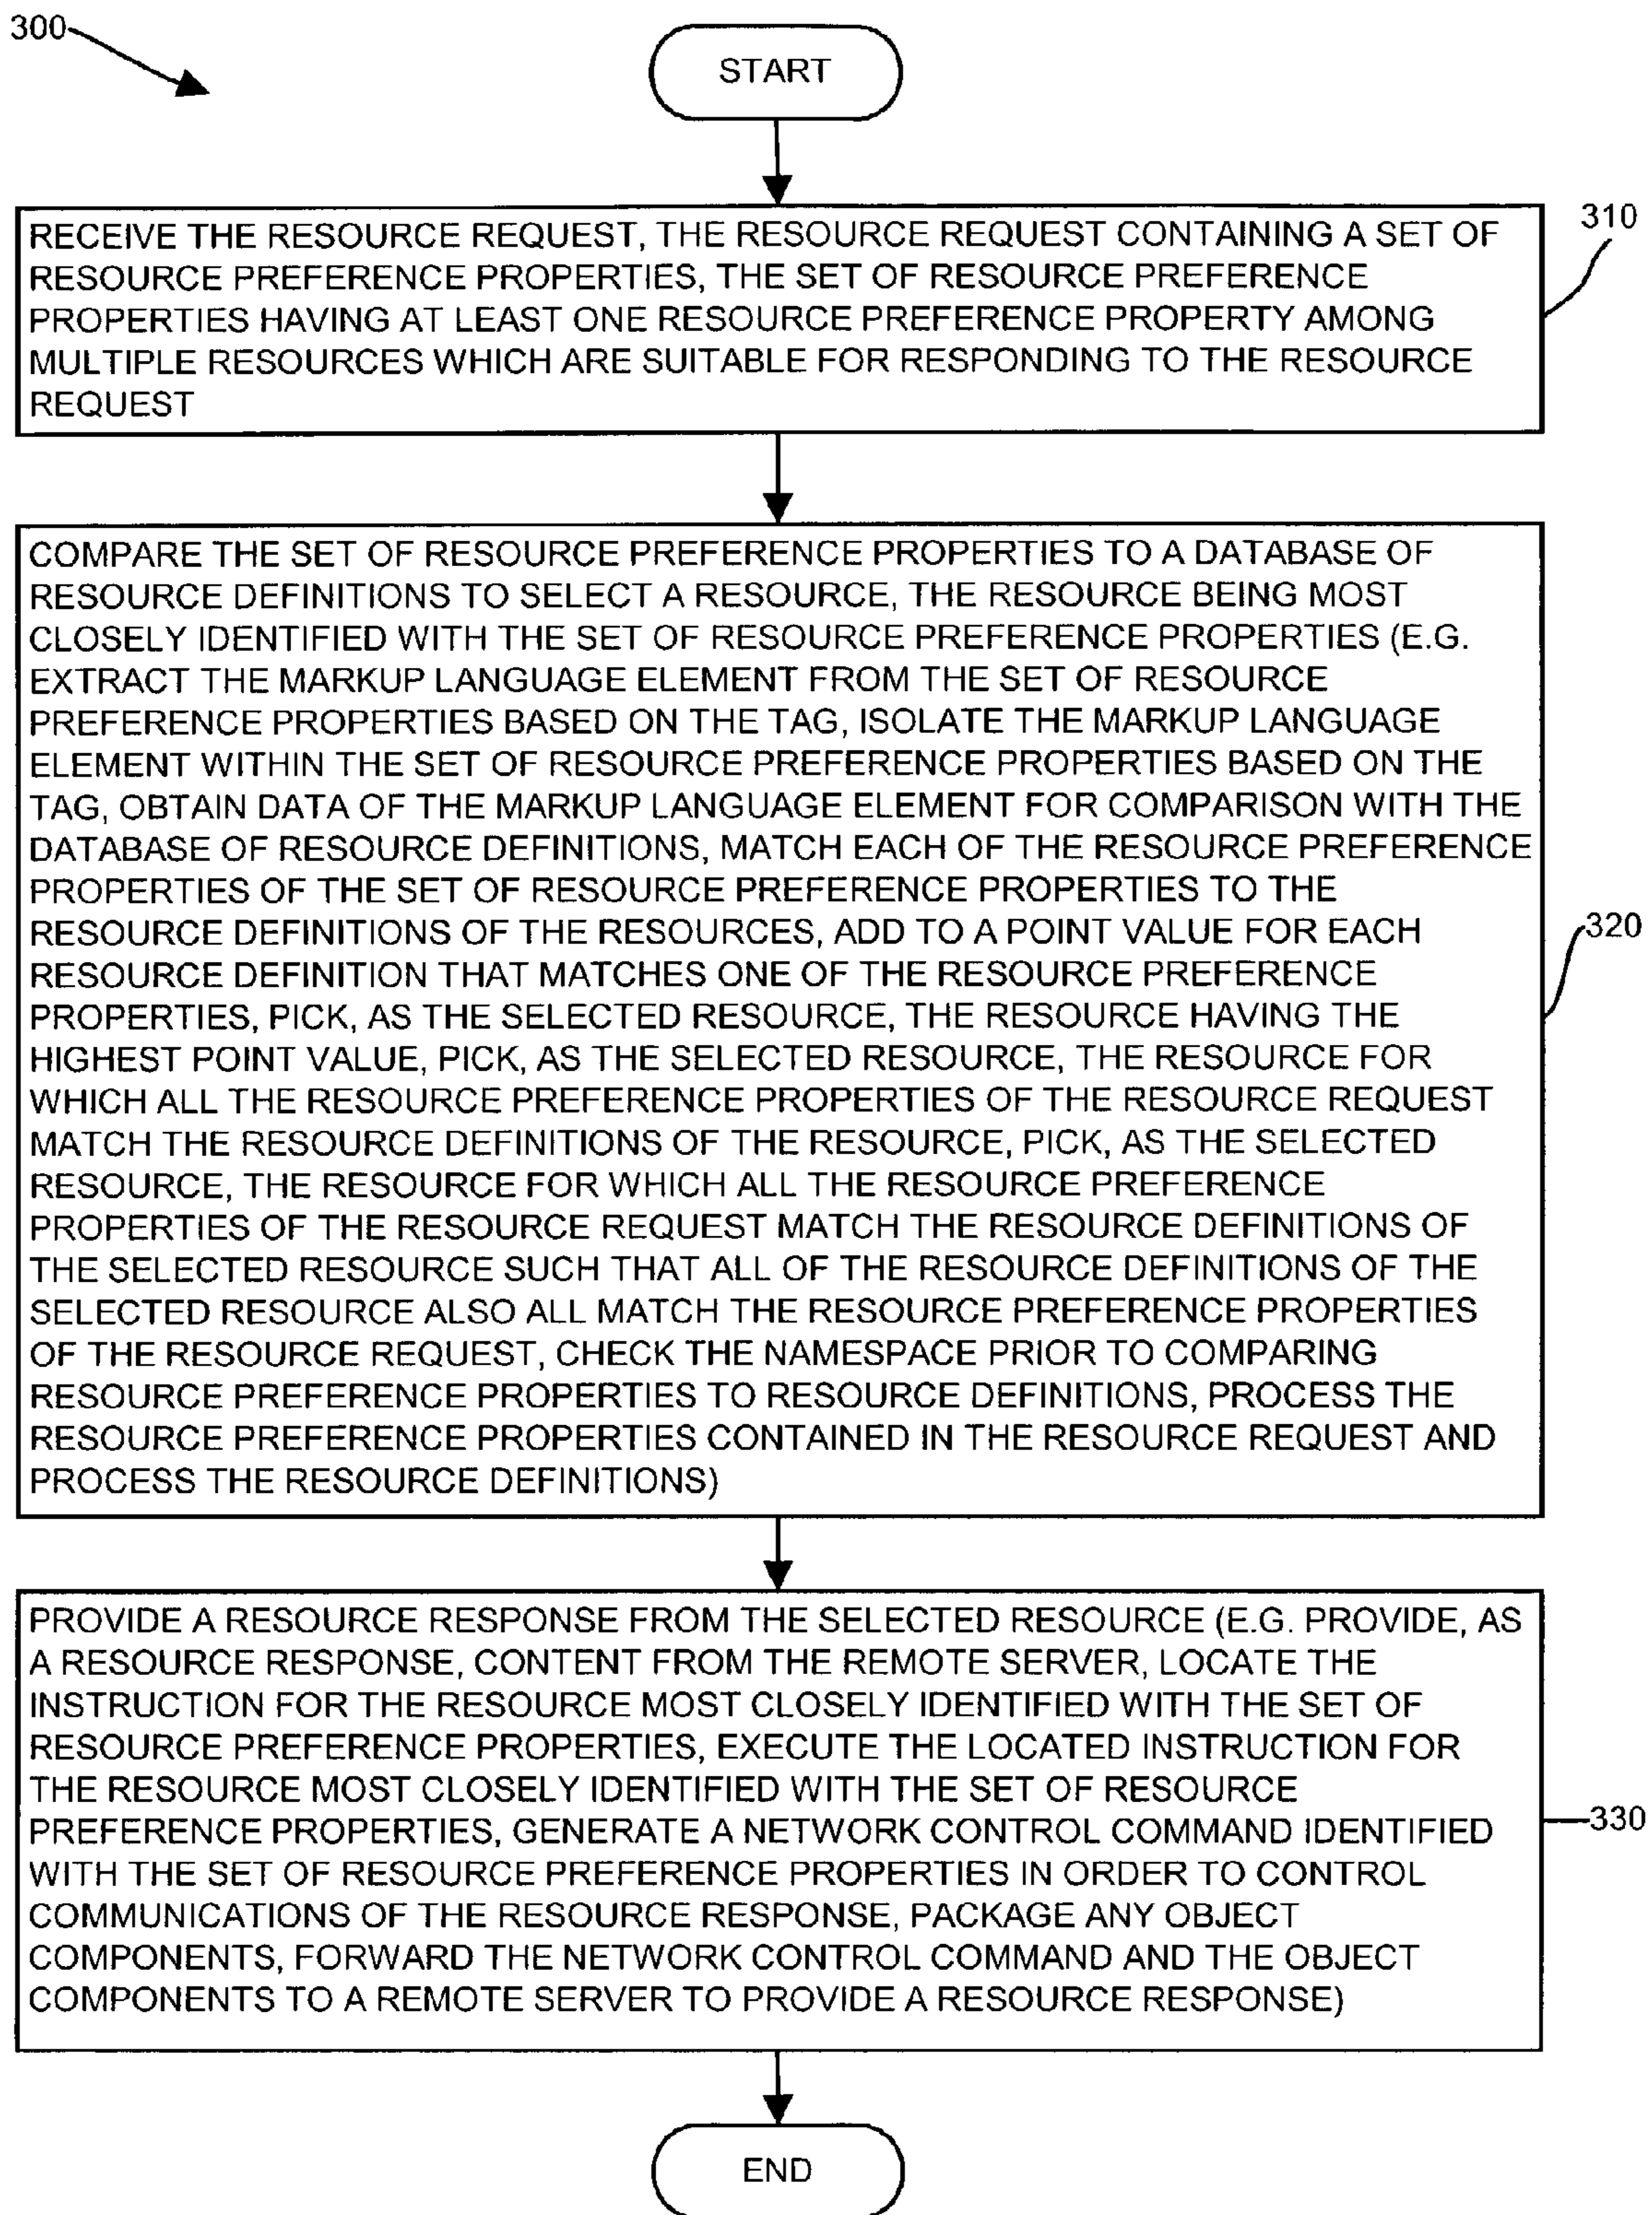 300
START
310
RECEIVE THE RESOURCE REQUEST, THE RESOURCE REQUEST CONTAINING A SET OF
RESOURCE PREFERENCE PROPERTIES, THE SET OF RESOURCE PREFERENCE
PROPERTIES HAVING AT LEAST ONE RESOURCE PREFERENCE PROPERTY AMONG
MULTIPLE RESOURCES WHICH ARE SUITABLE FOR RESPONDING TO THE RESOURCE
REQUEST
COMPARE THE SET OF RESOURCE PREFERENCE PROPERTIES TO A DATABASE OF
RESOURCE DEFINITIONS TO SELECT A RESOURCE, THE RESOURCE BEING MOST
CLOSELY IDENTIFIED WITH THE SET OF RESOURCE PREFERENCE PROPERTIES (E.G.
EXTRACT THE MARKUP LANGUAGE ELEMENT FROM THE SET OF RESOURCE
PREFERENCE PROPERTIES BASED ON THE TAG, ISOLATE THE MARKUP LANGUAGE
ELEMENT WITHIN THE SET OF RESOURCE PREFERENCE PROPERTIES BASED ON THE
TAG, OBTAIN DATA OF THE MARKUP LANGUAGE ELEMENT FOR COMPARISON WITH THE
DATABASE OF RESOURCE DEFINITIONS, MATCH EACH OF THE RESOURCE PREFERENCE
PROPERTIES OF THE SET OF RESOURCE PREFERENCE PROPERTIES TO THE
RESOURCE DEFINITIONS OF THE RESOURCES, ADD TO A POINT VALUE FOR EACH
RESOURCE DEFINITION THAT MATCHES ONE OF THE RESOURCE PREFERENCE
PROPERTIES, PICK, AS THE SELECTED RESOURCE, THE RESOURCE HAVING THE
HIGHEST POINT VALUE, PICK, AS THE SELECTED RESOURCE, THE RESOURCE FOR
WHICH ALL THE RESOURCE PREFERENCE PROPERTIES OF THE RESOURCE REQUEST
MATCH THE RESOURCE DEFINITIONS OF THE RESOURCE, PICK, AS THE SELECTED
RESOURCE, THE RESOURCE FOR WHICH ALL THE RESOURCE PREFERENCE
PROPERTIES OF THE RESOURCE REQUEST MATCH THE RESOURCE DEFINITIONS OF
THE SELECTED RESOURCE SUCH THAT ALL OF THE RESOURCE DEFINITIONS OF THE
SELECTED RESOURCE ALSO ALL MATCH THE RESOURCE PREFERENCE PROPERTIES
OF THE RESOURCE REQUEST, CHECK THE NAMESPACE PRIOR TO COMPARING
RESOURCE PREFERENCE PROPERTIES TO RESOURCE DEFINITIONS, PROCESS THE
RESOURCE PREFERENCE PROPERTIES CONTAINED IN THE RESOURCE REQUEST AND
PROCESS THE RESOURCE DEFINITIONS)
320
PROVIDE A RESOURCE RESPONSE FROM THE SELECTED RESOURCE (E.G. PROVIDE, AS
A RESOURCE RESPONSE, CONTENT FROM THE REMOTE SERVER, LOCATE THE
INSTRUCTION FOR THE RESOURCE MOST CLOSELY IDENTIFIED WITH THE SET OF
RESOURCE PREFERENCE PROPERTIES, EXECUTE THE LOCATED INSTRUCTION FOR
THE RESOURCE MOST CLOSELY IDENTIFIED WITH THE SET OF RESOURCE
PREFERENCE PROPERTIES, GENERATE A NETWORK CONTROL COMMAND IDENTIFIED
WITH THE SET OF RESOURCE PREFERENCE PROPERTIES IN ORDER TO CONTROL
COMMUNICATIONS OF THE RESOURCE RESPONSE, PACKAGE ANY OBJECT
COMPONENTS, FORWARD THE NETWORK CONTROL COMMAND AND THE OBJECT
COMPONENTS TO A REMOTE SERVER TO PROVIDE A RESOURCE RESPONSE)
330
END